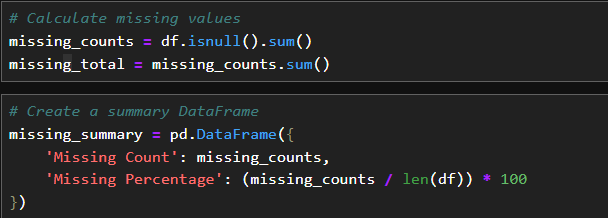 # Calculate missing values
missing_counts = df.isnull().sum()
missing_total = missing_counts.sum()
# Create a summary DataFrame
missing_summary = pd.DataFrame({
    'Missing Count': missing_counts,
    'Missing Percentage': (missing_counts / len(df)) * 100
})